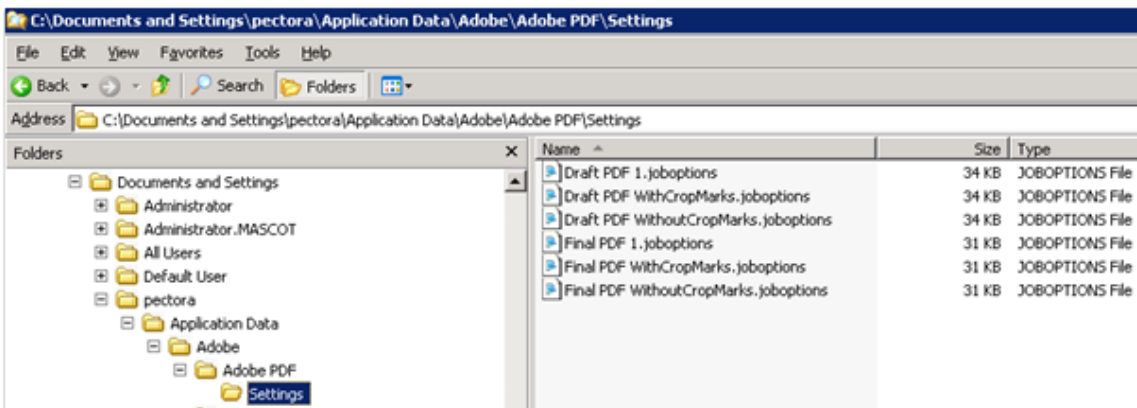 C:\Documents and Settings\pectora\Application Data\Adobe\Adobe PDF\Settings
File Edit View Favorites Tools Help
Back Search Folders
Address C:\Documents and Settings\pectora\Application Data\Adobe\Adobe PDF\Settings
Folders
Documents and Settings
Administrator
Administrator.MASCOT
All Users
Default User
pectora
Application Data
Adobe
Adobe PDF
Settings
Name Size Type
Draft PDF 1.joboptions 34 KB JOBOPTIONS File
Draft PDF WithCropMarks.joboptions 34 KB JOBOPTIONS File
Draft PDF WithoutCropMarks.joboptions 34 KB JOBOPTIONS File
Final PDF 1.joboptions 31 KB JOBOPTIONS File
Final PDF WithCropMarks.joboptions 31 KB JOBOPTIONS File
Final PDF WithoutCropMarks.joboptions 31 KB JOBOPTIONS File